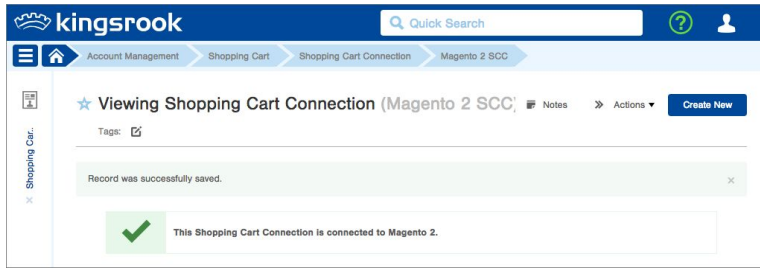 kingsrook
Quick Search
?
Account Management Shopping Cart Shopping Cart Connection Magento 2 SCC
Shopping Car..
Viewing Shopping Cart Connection (Magento 2 SCC) Notes Actions Create New
Tags:
Record was successfully saved.
This Shopping Cart Connection is connected to Magento 2.